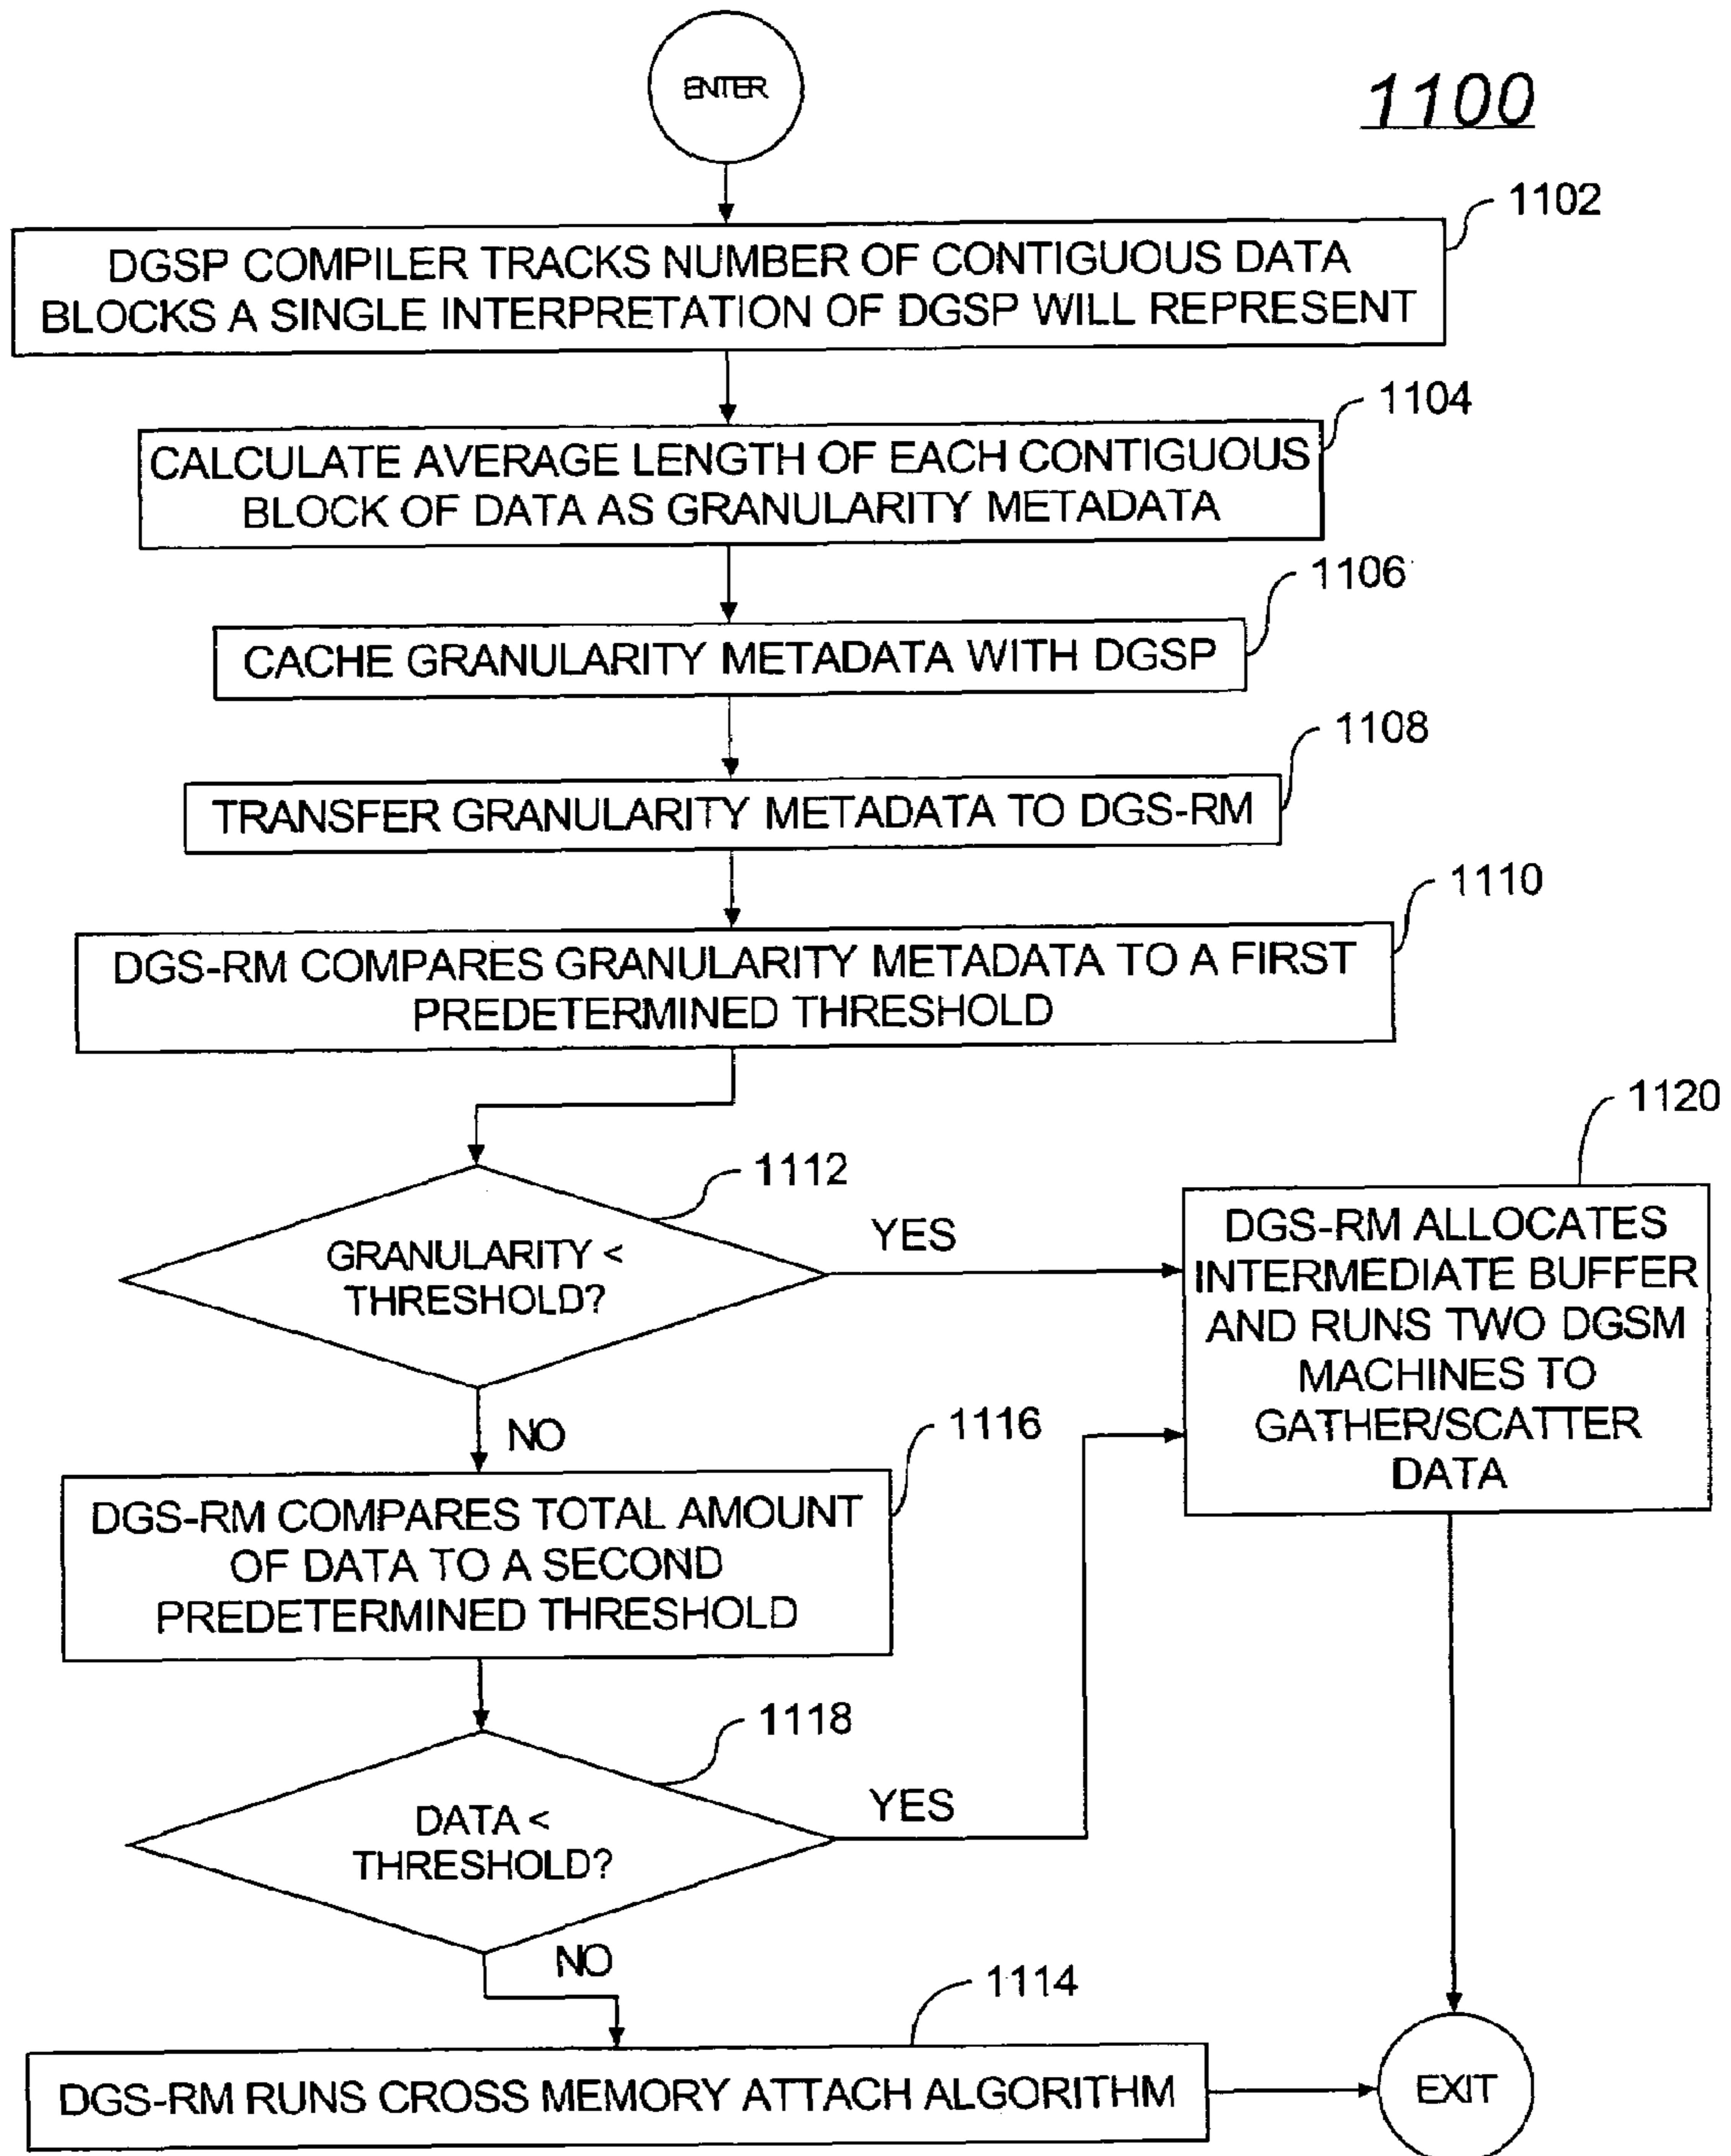 ENTER
1100
1102
DGSP COMPILER TRACKS NUMBER OF CONTIGUOUS DATA
BLOCKS A SINGLE INTERPRETATION OF DGSP WILL REPRESENT
1104
CALCULATE AVERAGE LENGTH OF EACH CONTIGUOUS
BLOCK OF DATA AS GRANULARITY METADATA
1106
CACHE GRANULARITY METADATA WITH DGSP
1108
TRANSFER GRANULARITY METADATA TO DGS-RM
1110
DGS-RM COMPARES GRANULARITY METADATA TO A FIRST
PREDETERMINED THRESHOLD
1112
GRANULARITY <
THRESHOLD?
YES
NO
1120
DGS-RM ALLOCATES
INTERMEDIATE BUFFER
AND RUNS TWO DGSM
MACHINES TO
GATHER/SCATTER
DATA
1116
DGS-RM COMPARES TOTAL AMOUNT
OF DATA TO A SECOND
PREDETERMINED THRESHOLD
1118
DATA <
THRESHOLD?
YES
NO
1114
DGS-RM RUNS CROSS MEMORY ATTACH ALGORITHM
EXIT